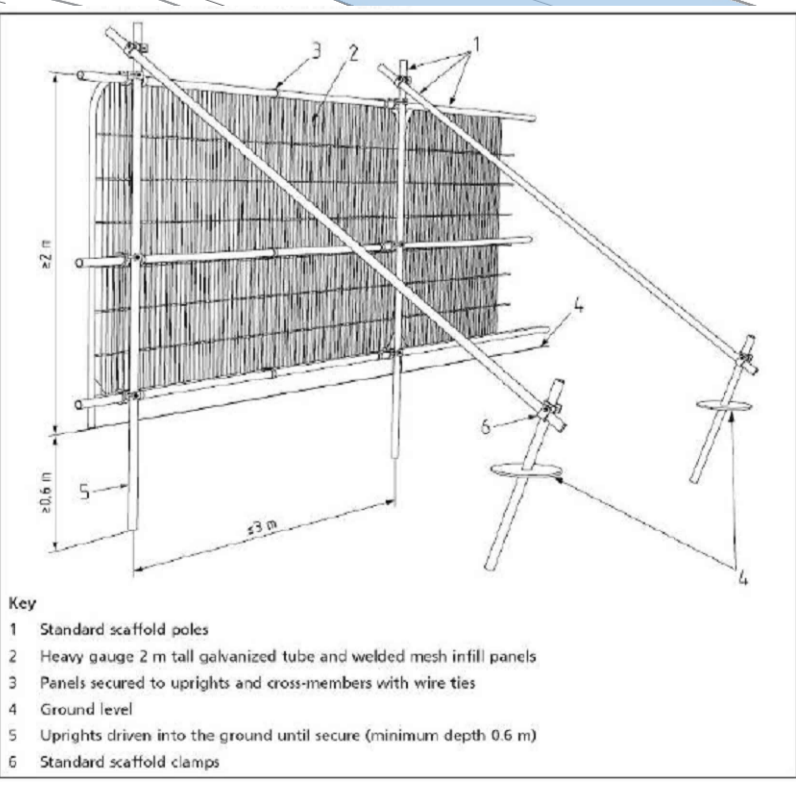 3
2
1
≥2 m
4
6
5
≥0.6 m
≤3 m
4
Key
1 Standard scaffold poles
2 Heavy gauge 2 m tall galvanized tube and welded mesh infill panels
3 Panels secured to uprights and cross-members with wire ties
4 Ground level
5 Uprights driven into the ground until secure (minimum depth 0.6 m)
6 Standard scaffold clamps